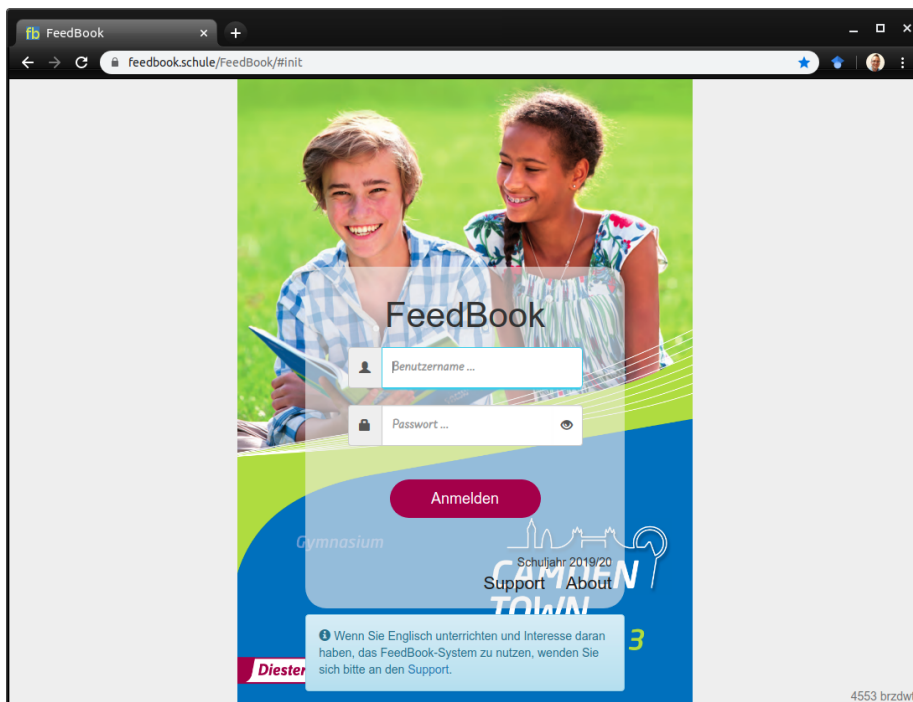 fb FeedBook
feedbook.schule/FeedBook/#init
FeedBook
Benutzername ...
Passwort ...
Anmelden
Gymnasium
Schuljahr 2019/20
CAMDEN
Support About
TOWN
3
Wenn Sie Englisch unterrichten und Interesse daran
haben, das FeedBook-System zu nutzen, wenden Sie
sich bitte an den Support.
Diester
4553 brzdwt